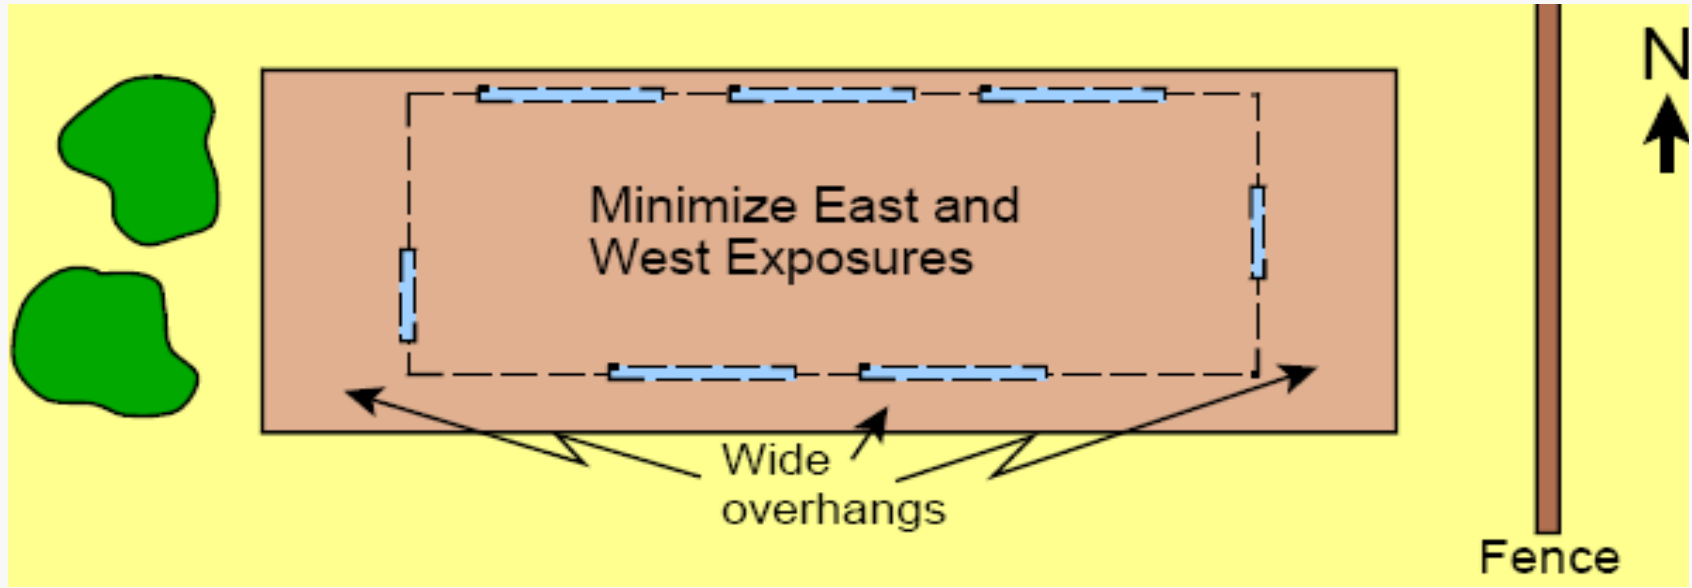 N
Minimize East and
West Exposures
Wide
overhangs
Fence